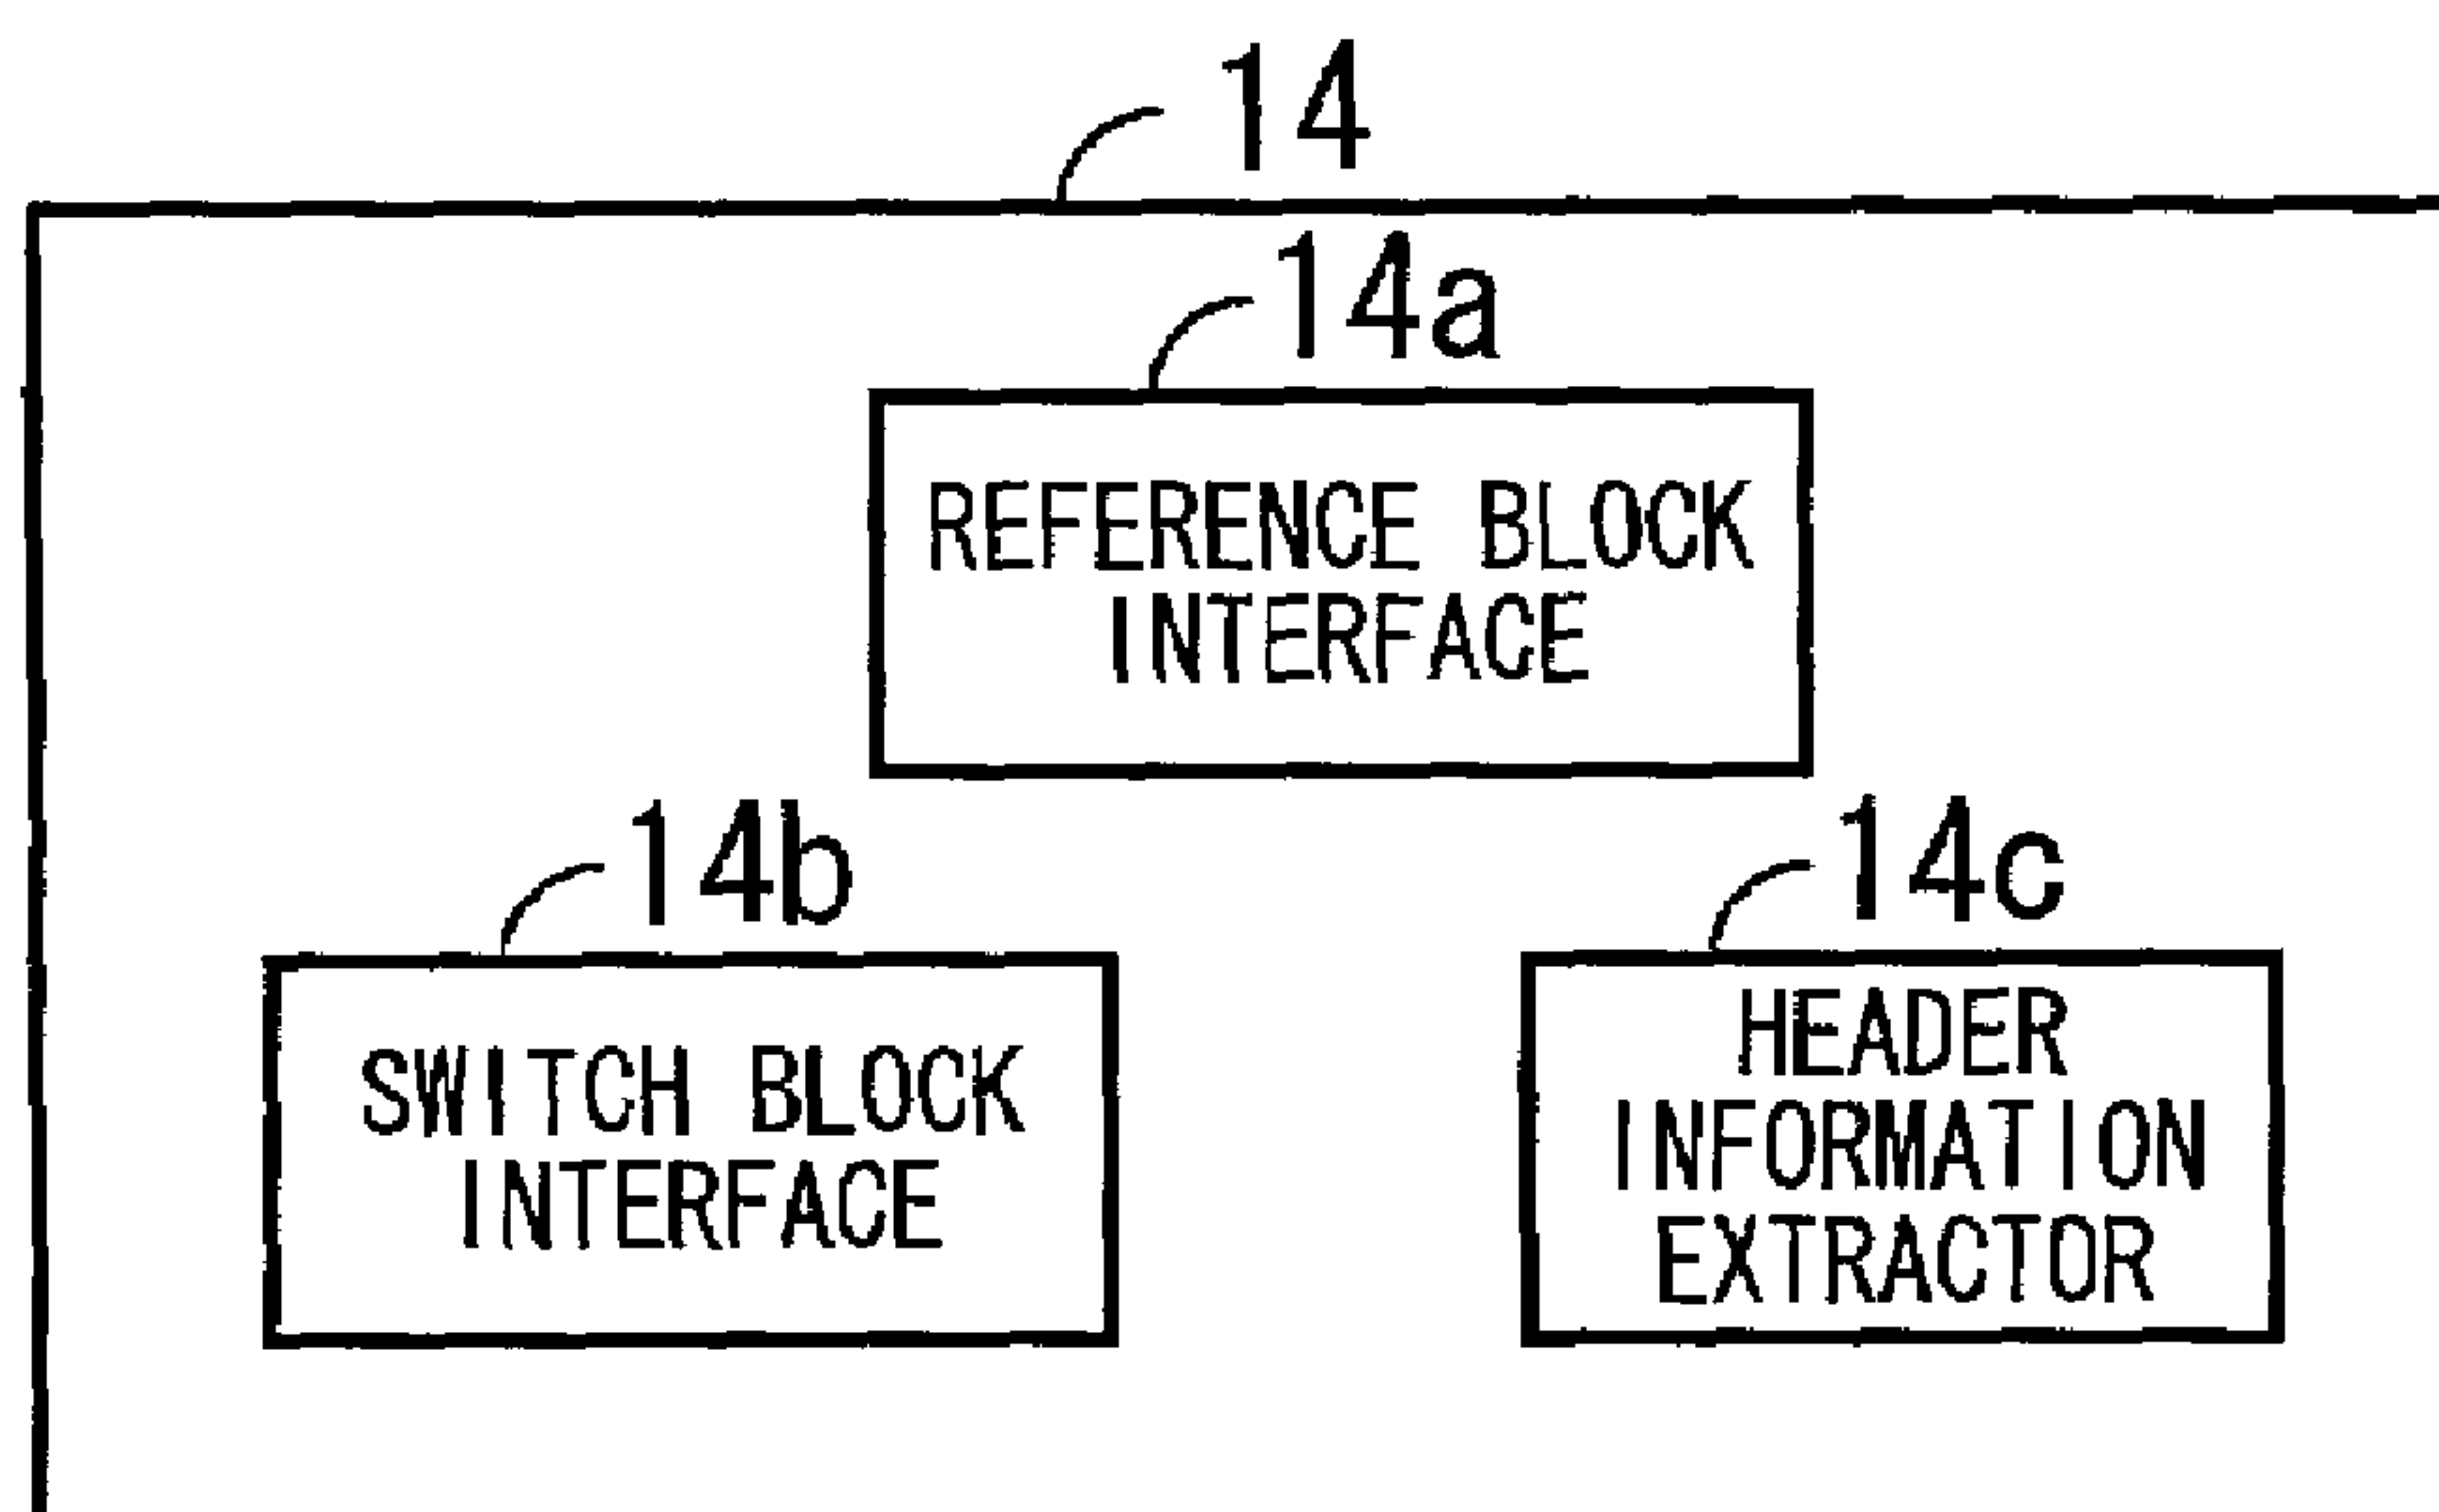 14
14a
REFERENCE BLOCK
INTERFACE
14b
SWITCH BLOCK
INTERFACE
14c
HEADER
INFORMATION
EXTRACTOR